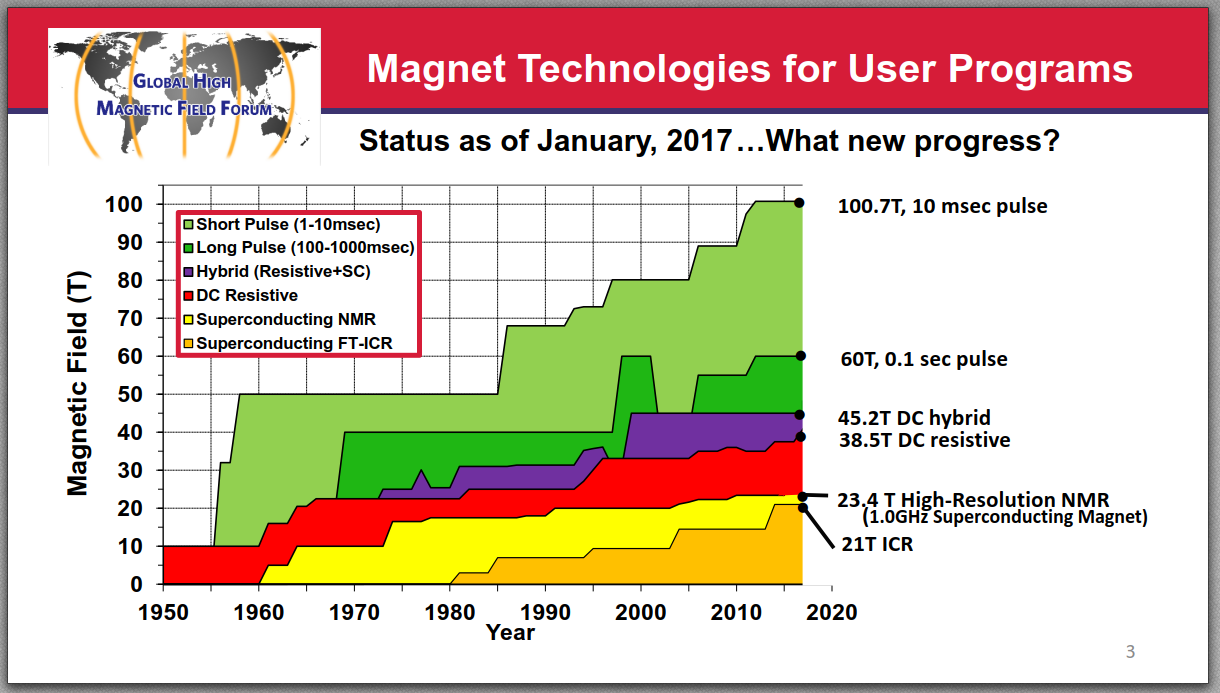 GLOBAL HIGH
MAGNETIC FIELD FORUM
Magnet Technologies for User Programs
Status as of January, 2017…What new progress?
Magnetic Field (T)
100
90
80
70
60
50
40
30
20
10
0
Short Pulse (1-10msec)
Long Pulse (100-1000msec)
Hybrid (Resistive+SC)
DC Resistive
Superconducting NMR
Superconducting FT-ICR
100.7T, 10 msec pulse
60T, 0.1 sec pulse
45.2T DC hybrid
38.5T DC resistive
23.4 T High-Resolution NMR
(1.0GHz Superconducting Magnet)
21T ICR
1950 1960 1970 1980 1990 2000 2010 2020
Year
3